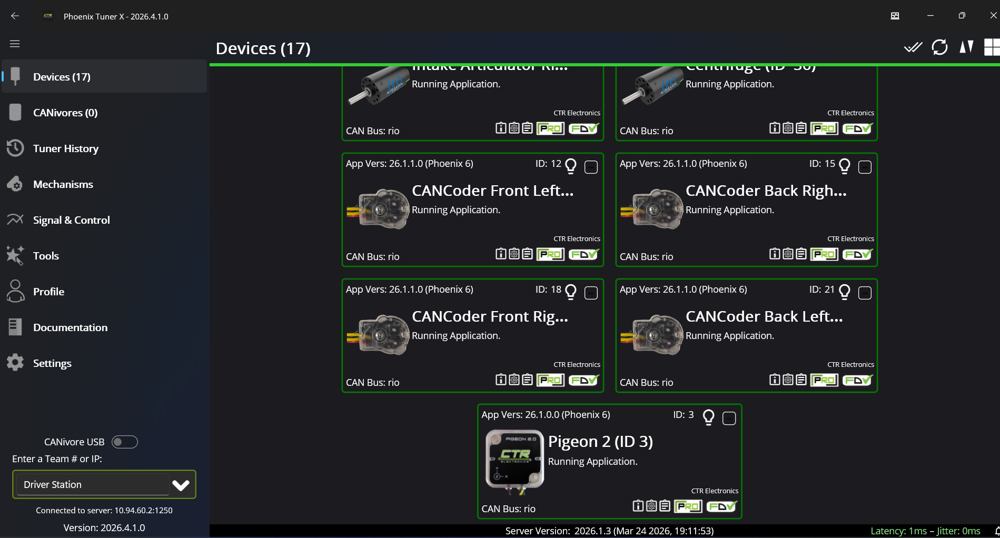 Phoenix Tuner X - 2026.4.1.0
Devices (17)
CANivores (0)
Tuner History
Mechanisms
Signal & Control
Tools
Profile
Documentation
Settings
CANivore USB
Enter a Team # or IP:
Driver Station
Connected to server: 10.94.60.2:1250
Version: 2026.4.1.0
Devices (17)
Intake Articulator Ri...
Running Application.
CTR Electronics
CAN Bus: rio
PRO FDV
Centrifuge (ID 36)
Running Application.
CTR Electronics
CAN Bus: rio
PRO FDV
App Vers: 26.1.1.0 (Phoenix 6) ID: 12
CANCoder Front Left...
Running Application.
CTR Electronics
CAN Bus: rio
PRO FDV
App Vers: 26.1.1.0 (Phoenix 6) ID: 15
CANCoder Back Righ...
Running Application.
CTR Electronics
CAN Bus: rio
PRO FDV
App Vers: 26.1.1.0 (Phoenix 6) ID: 18
CANCoder Front Rig...
Running Application.
CTR Electronics
CAN Bus: rio
PRO FDV
App Vers: 26.1.1.0 (Phoenix 6) ID: 21
CANCoder Back Left...
Running Application.
CTR Electronics
CAN Bus: rio
PRO FDV
App Vers: 26.1.0.0 (Phoenix 6) ID: 3
PIGEON 2.0
CTR
ELECTRONICS
Pigeon 2 (ID 3)
Running Application.
CTR Electronics
CAN Bus: rio
PRO FDV
Server Version: 2026.1.3 (Mar 24 2026, 19:11:53)
Latency: 1ms – Jitter: 0ms